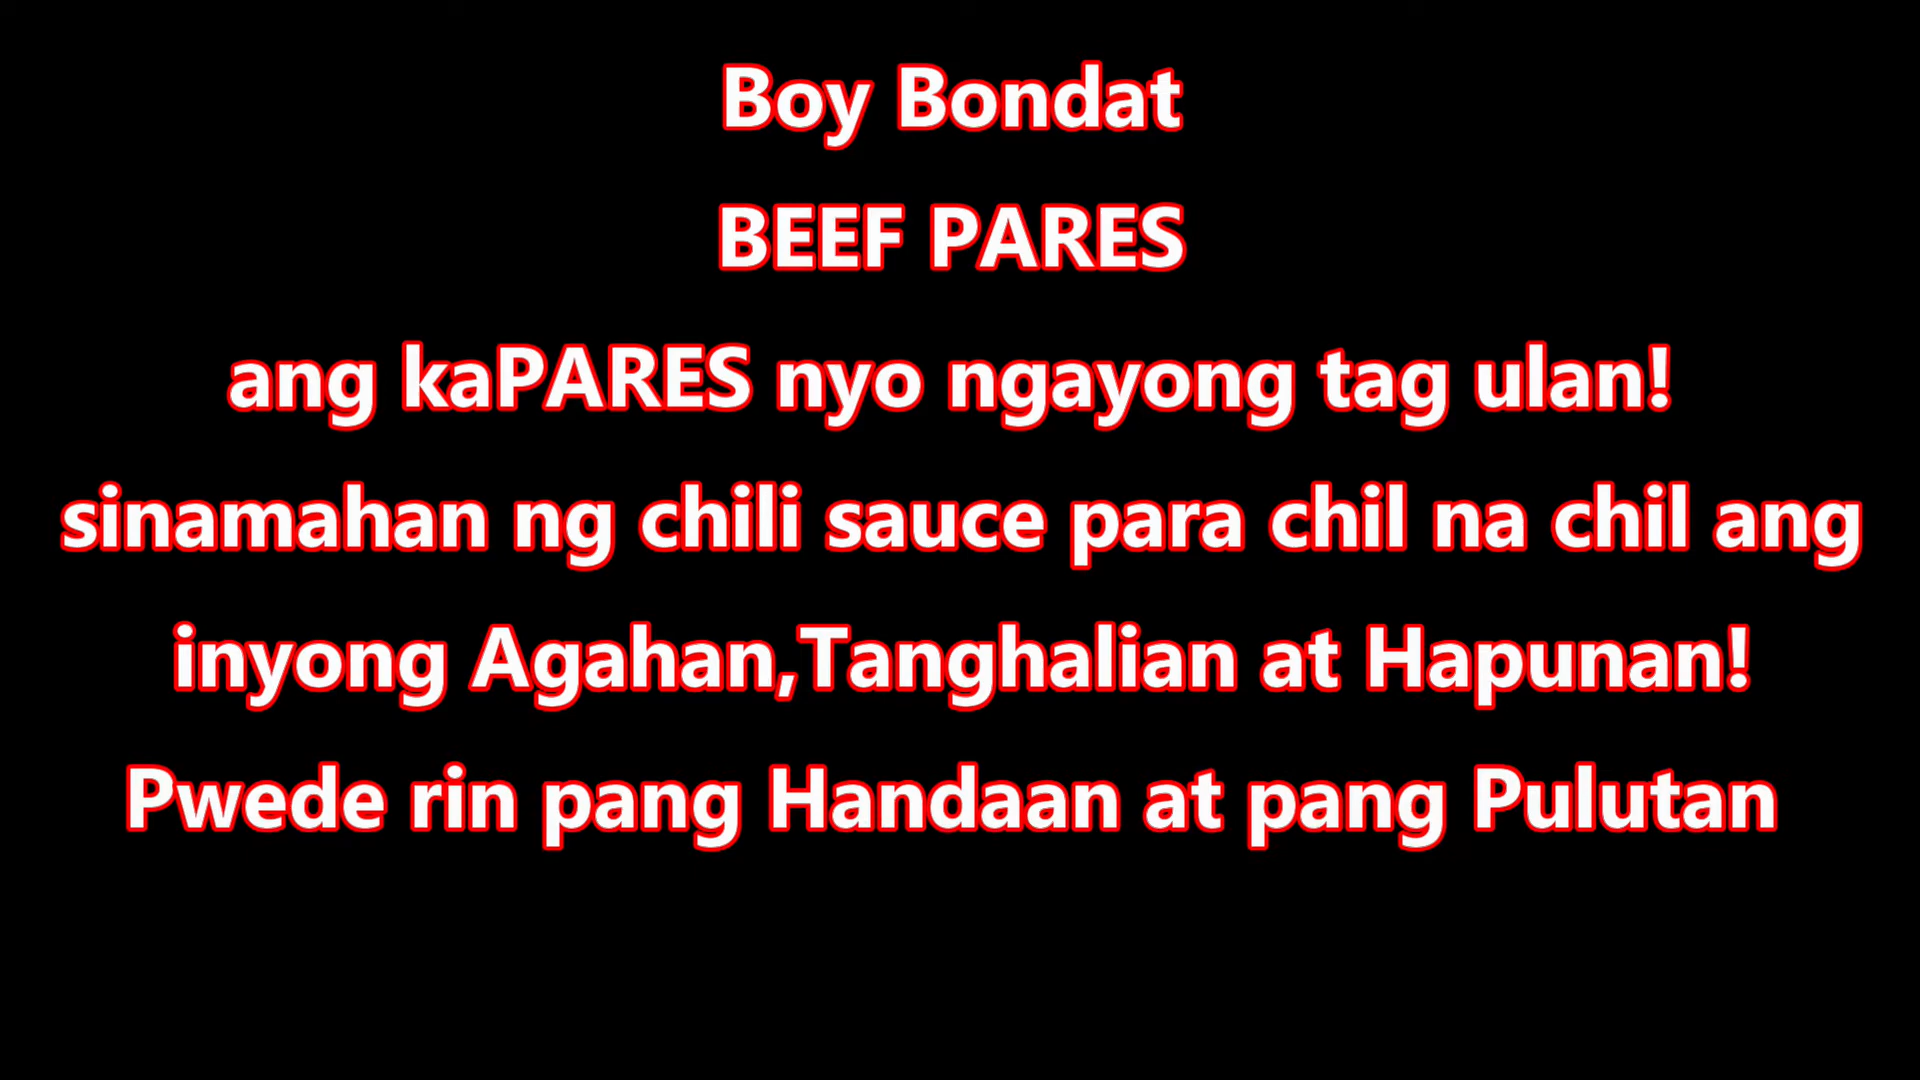 Boy Bondat
BEEF PARES
ang kaPARES nyo ngayong tag ulan!
sinamahan ng chili sauce para chil na chil ang
inyong Agahan,Tanghalian at Hapunan!
Pwede rin pang Handaan at pang Pulutan